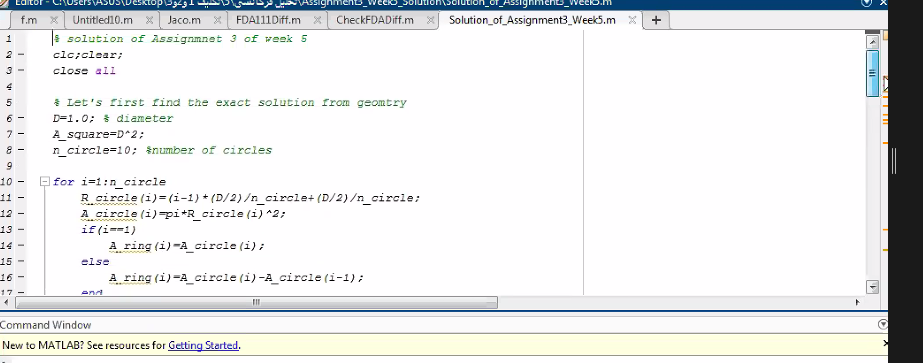 Editor - C:\Users\ASUS\Desktop\Assignment3_Week5_Solution\Solution_of_Assignment3_Week5.m
f.m Untitled10.m Jaco.m FDA111Diff.m CheckFDADiff.m Solution_of_Assignment3_Week5.m
1 % solution of Assignmnet 3 of week 5
2 clc;clear;
3 close all
4
5 % Let's first find the exact solution from geomtry
6 D=1.0; % diameter
7 A_square=D^2;
8 n_circle=10; %number of circles
9
10 for i=1:n_circle
11 R_circle(i)=(i-1)*(D/2)/n_circle+(D/2)/n_circle;
12 A_circle(i)=pi*R_circle(i)^2;
13 if(i==1)
14 A_ring(i)=A_circle(i);
15 else
16 A_ring(i)=A_circle(i)-A_circle(i-1);
17 end
Command Window
New to MATLAB? See resources for Getting Started.